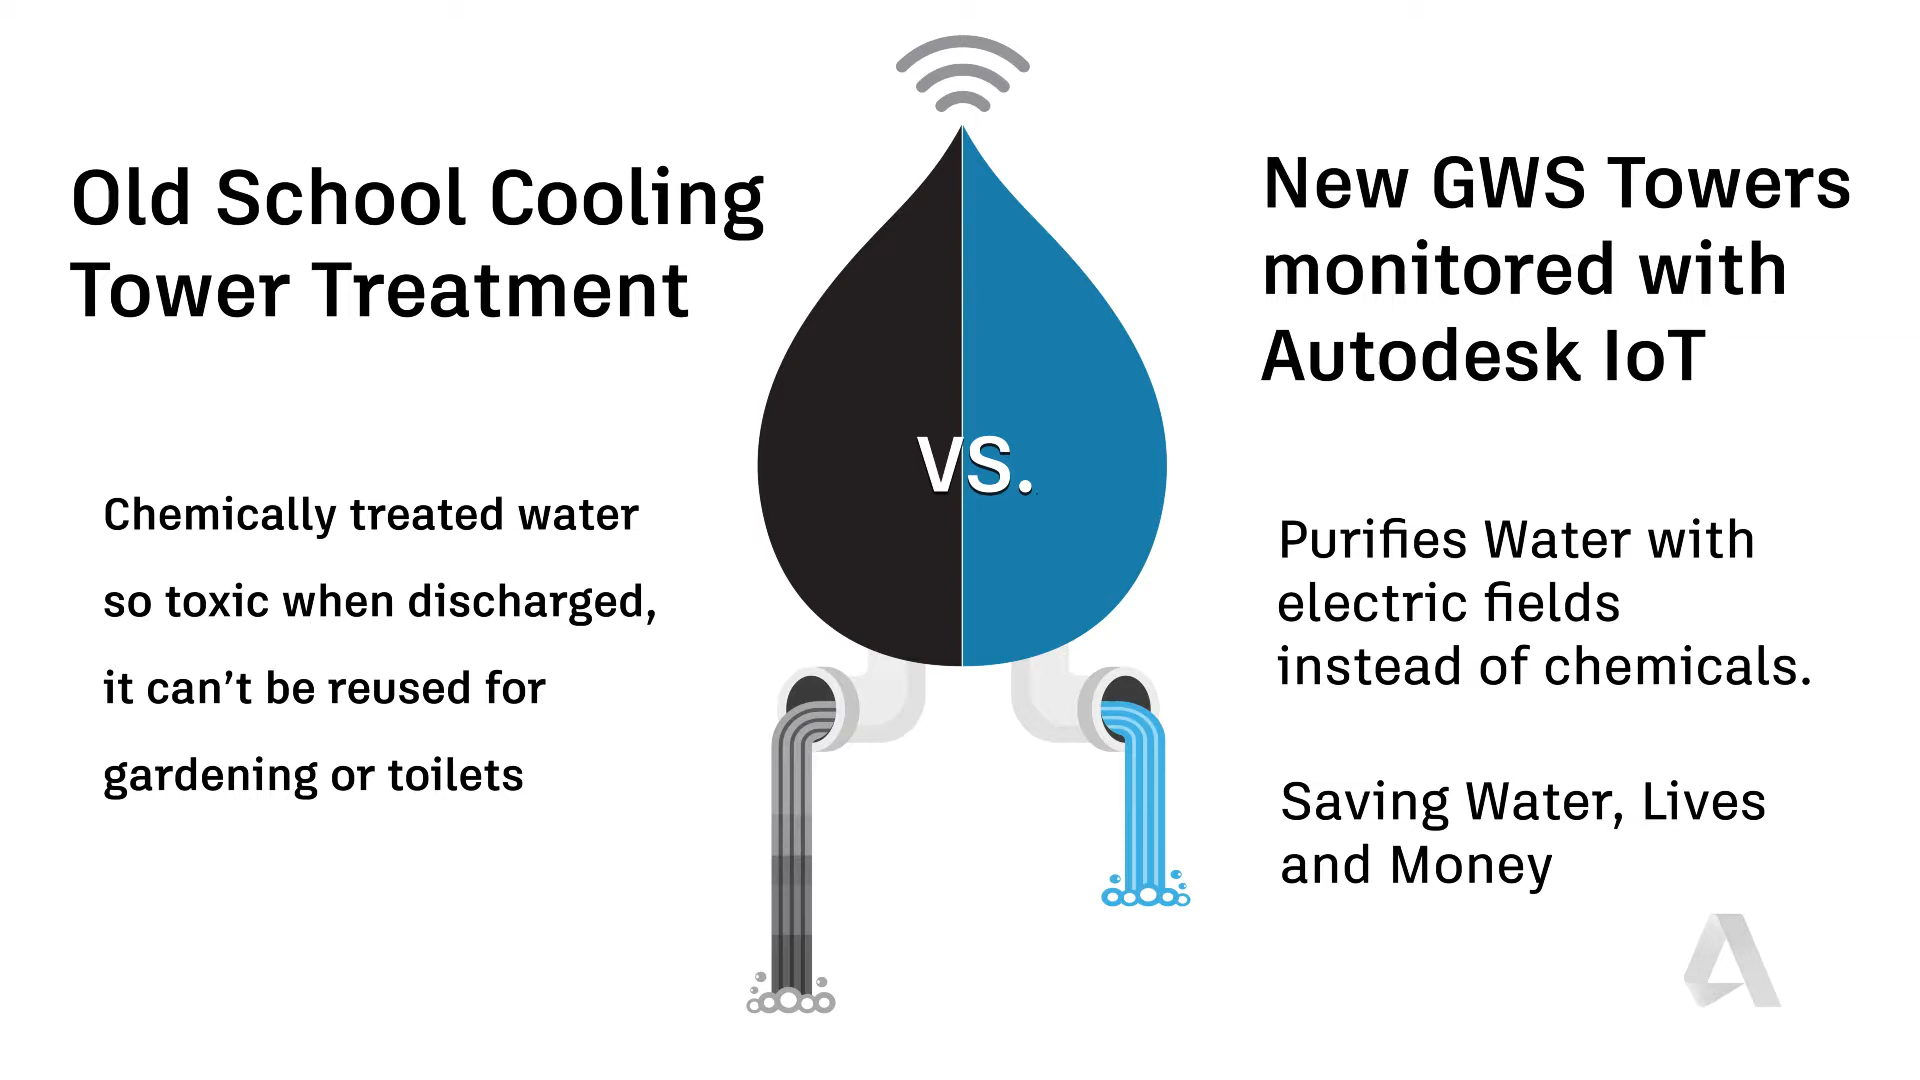 Old School Cooling
Tower Treatment
Chemically treated water
so toxic when discharged,
it can’t be reused for
gardening or toilets
VS.
New GWS Towers
monitored with
Autodesk IoT
Purifies Water with
electric fields
instead of chemicals.
Saving Water, Lives
and Money